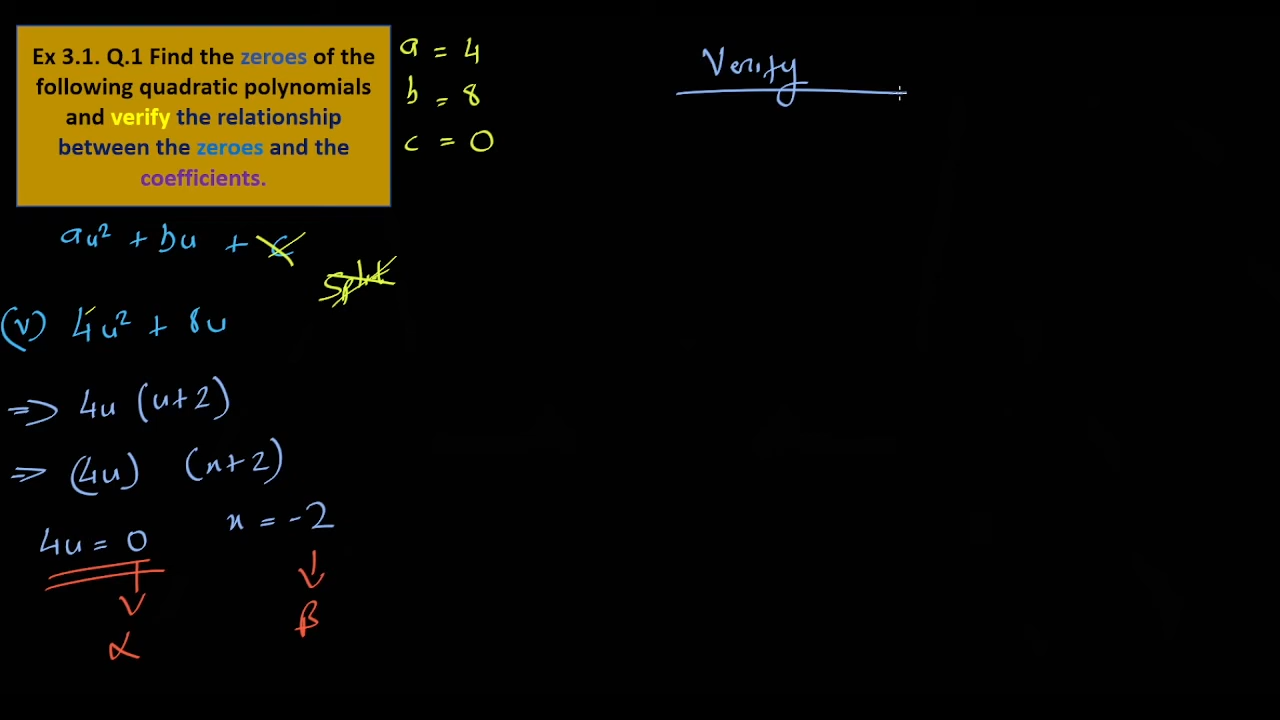 Ex 3.1. Q.1 Find the zeroes of the
following quadratic polynomials
and verify the relationship
between the zeroes and the
coefficients.
a = 4
b = 8
c = 0
Verify
au² + bu + c
Split
(v) 4u² + 8u
=> 4u (u+2)
=> (4u) (x+2)
4u = 0 x = -2
α β